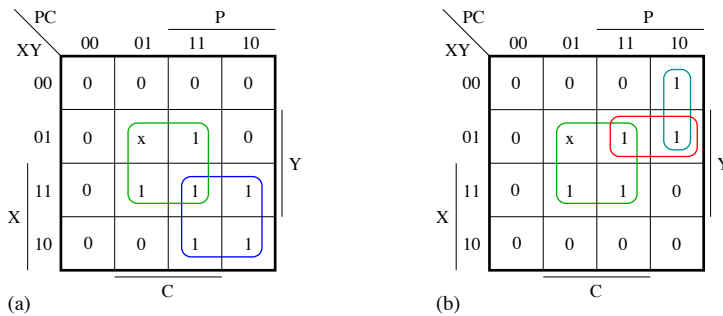 PC P PC P
XY 00 01 11 10 XY 00 01 11 10
00 0 0 0 0 00 0 0 0 1
01 0 x 1 0 01 0 x 1 1
Y Y
11 0 1 1 1 11 0 1 1 0
X X
10 0 0 1 1 10 0 0 0 0
C C
(a) (b)